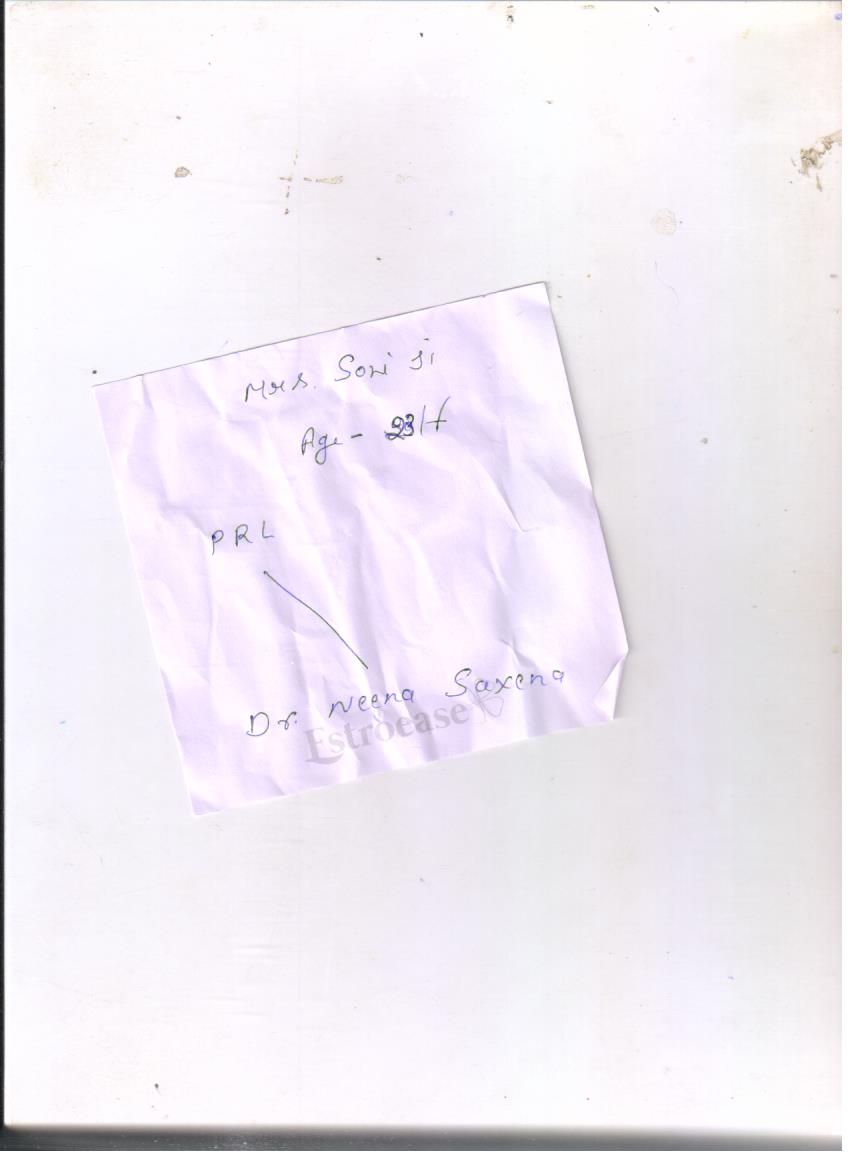 Mrs. Soni Ji
Age - 23/F
PRL
Dr. Neena Saxena
Estroease